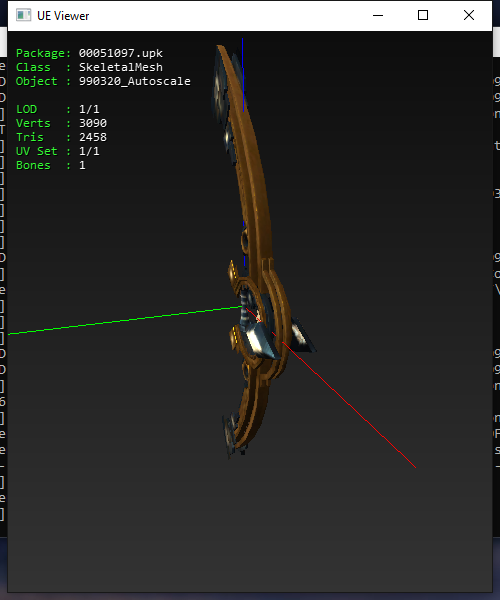 UE Viewer
Package: 00051097.upk
Class : SkeletalMesh
Object : 990320_Autoscale
LOD : 1/1
Verts : 3090
Tris : 2458
UV Set : 1/1
Bones : 1